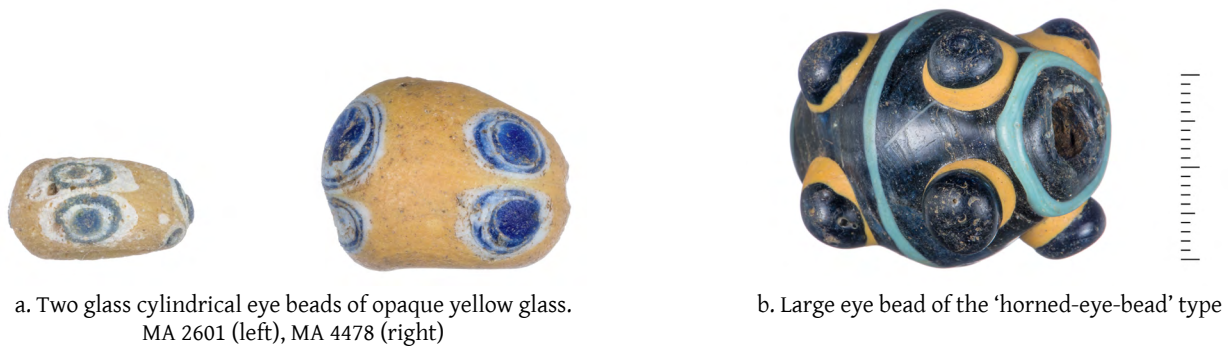 a. Two glass cylindrical eye beads of opaque yellow glass.
MA 2601 (left), MA 4478 (right)
b. Large eye bead of the ‘horned-eye-bead’ type